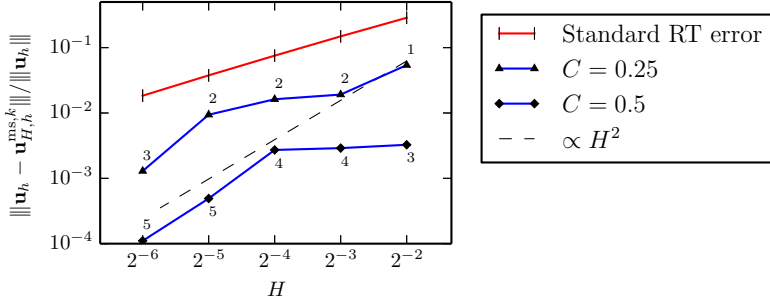 10⁻¹
10⁻²
10⁻³
10⁻⁴
|||𝐮_h − 𝐮_{H,h}^{ms,k}|||/|||𝐮_h|||
1
2
2
2
3
3
4
4
5
5
2⁻⁶ 2⁻⁵ 2⁻⁴ 2⁻³ 2⁻²
H
Standard RT error
C = 0.25
C = 0.5
∝ H²